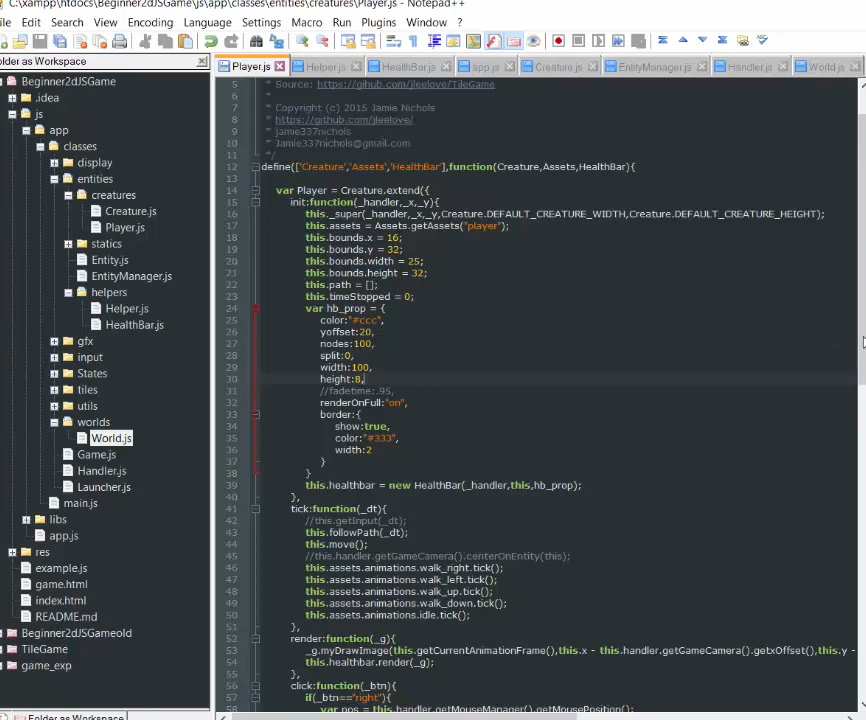 C:\xampp\htdocs\Beginner2dJSGame\js\app\classes\entities\creatures\Player.js - Notepad++
Edit Search View Encoding Language Settings Macro Run Plugins Window ?
older as Workspace
Player.js Helper.js HealthBar.js app.js Creature.js EntityManager.js Handler.js World.js
Beginner2dJSGame
.idea
js
app
classes
display
entities
creatures
Creature.js
Player.js
statics
Entity.js
EntityManager.js
helpers
Helper.js
HealthBar.js
gfx
input
States
tiles
utils
worlds
World.js
Game.js
Handler.js
Launcher.js
main.js
libs
app.js
res
example.js
game.html
index.html
README.md
Beginner2dJSGameold
TileGame
game_exp
Folder as Workspace
5 Source: https://gihub.com/jleelove/TileGame
6 *
7 * Copyright (c) 2015 Jamie Nichols
8 * https://github.com/jleelove/
9 * jamie337nichols
10 * Jamie337nichols@gmail.com
11 */
12 define(['Creature','Assets','HealthBar'],function(Creature,Assets,HealthBar){
13
14 var Player = Creature.extend({
15 init:function(_handler,_x,_y){
16 this._super(_handler,_x,_y,Creature.DEFAULT_CREATURE_WIDTH,Creature.DEFAULT_CREATURE_HEIGHT);
17 this.assets = Assets.getAssets("player");
18 this.bounds.x = 16;
19 this.bounds.y = 32;
20 this.bounds.width = 25;
21 this.bounds.height = 32;
22 this.path = [];
23 this.timeStopped = 0;
24 var hb_prop = {
25 color:"#ccc",
26 yoffset:20,
27 nodes:100,
28 split:0,
29 width:100,
30 height:8,
31 //fadetime:.95,
32 renderOnFull:"on",
33 border:{
34 show:true,
35 color:"#333",
36 width:2
37 }
38 }
39 this.healthbar = new HealthBar(_handler,this,hb_prop);
40 },
41 tick:function(_dt){
42 //this.getInput(_dt);
43 this.followPath(_dt);
44 this.move();
45 //this.handler.getGameCamera().centerOnEntity(this);
46 this.assets.animations.walk_right.tick();
47 this.assets.animations.walk_left.tick();
48 this.assets.animations.walk_up.tick();
49 this.assets.animations.walk_down.tick();
50 this.assets.animations.idle.tick();
51 },
52 render:function(_g){
53 _g.myDrawImage(this.getCurrentAnimationFrame(),this.x - this.handler.getGameCamera().getxOffset(),this.y -
54 this.healthbar.render(_g);
55 },
56 click:function(_btn){
57 if(_btn=="right"){
58 var pos = this.handler.getMouseManager().getMousePosition();